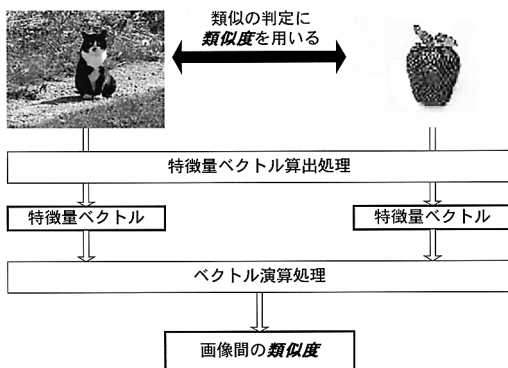 類似の判定に
類似度を用いる
特徴量ベクトル算出処理
特徴量ベクトル
特徴量ベクトル
ベクトル演算処理
画像間の類似度